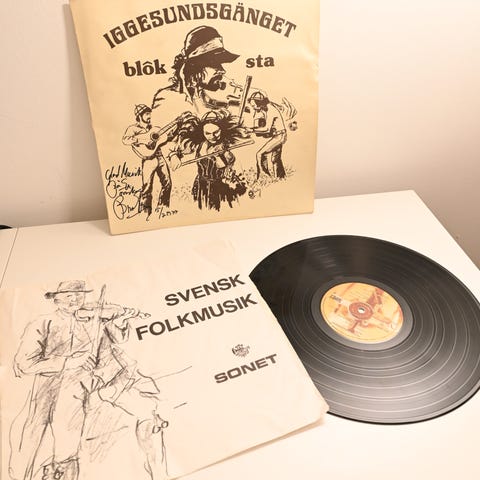 IGGESUNDSGÄNGET
blôk sta
SVENSK
FOLKMUSIK
SONET